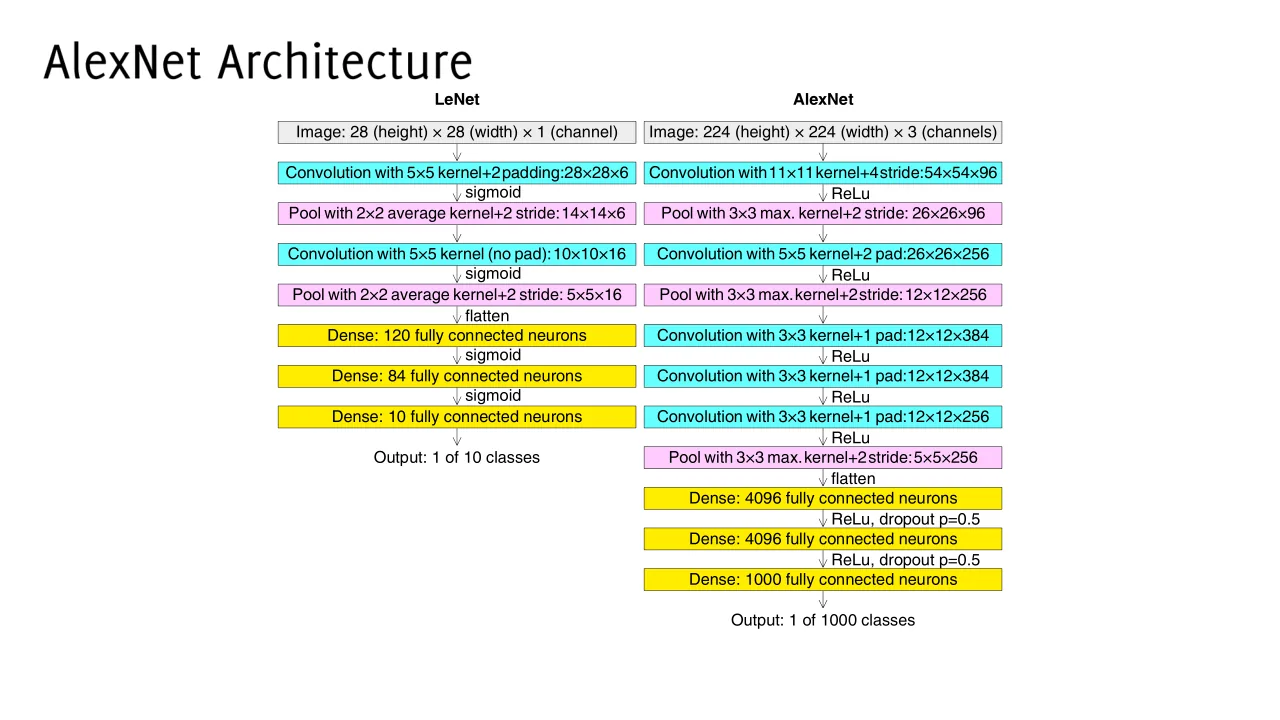 AlexNet Architecture
LeNet
Image: 28 (height) × 28 (width) × 1 (channel)
Convolution with 5×5 kernel+2 padding:28×28×6
sigmoid
Pool with 2×2 average kernel+2 stride:14×14×6
Convolution with 5×5 kernel (no pad):10×10×16
sigmoid
Pool with 2×2 average kernel+2 stride: 5×5×16
flatten
Dense: 120 fully connected neurons
sigmoid
Dense: 84 fully connected neurons
sigmoid
Dense: 10 fully connected neurons
Output: 1 of 10 classes
AlexNet
Image: 224 (height) × 224 (width) × 3 (channels)
Convolution with 11×11 kernel+4 stride:54×54×96
ReLu
Pool with 3×3 max. kernel+2 stride: 26×26×96
Convolution with 5×5 kernel+2 pad:26×26×256
ReLu
Pool with 3×3 max. kernel+2 stride:12×12×256
Convolution with 3×3 kernel+1 pad:12×12×384
ReLu
Convolution with 3×3 kernel+1 pad:12×12×384
ReLu
Convolution with 3×3 kernel+1 pad:12×12×256
ReLu
Pool with 3×3 max. kernel+2 stride:5×5×256
flatten
Dense: 4096 fully connected neurons
ReLu, dropout p=0.5
Dense: 4096 fully connected neurons
ReLu, dropout p=0.5
Dense: 1000 fully connected neurons
Output: 1 of 1000 classes